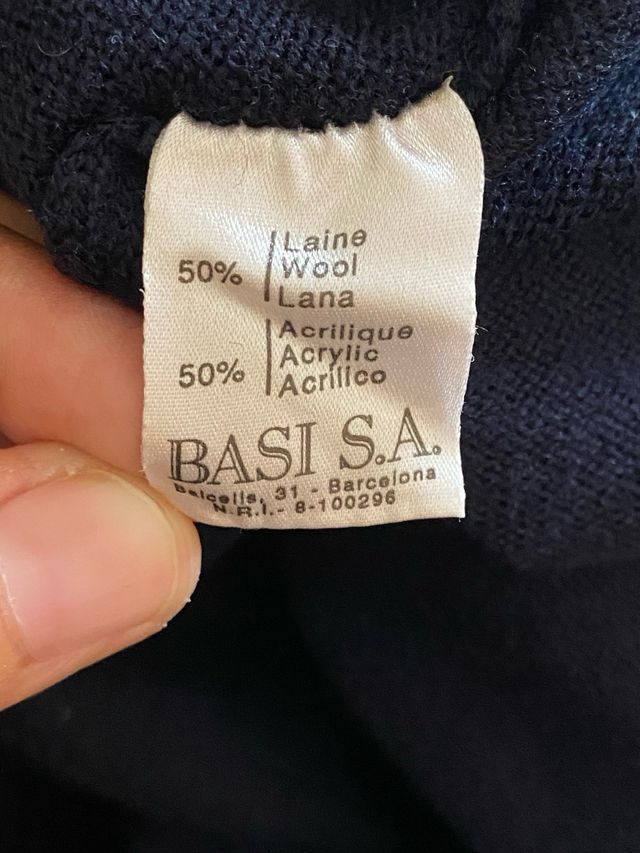 50%
Laine
Wool
Lana
50%
Acrilique
Acrylic
Acrilico
BASI S.A.
Balcells, 31 - Barcelona
N.R.I.- 8-100296